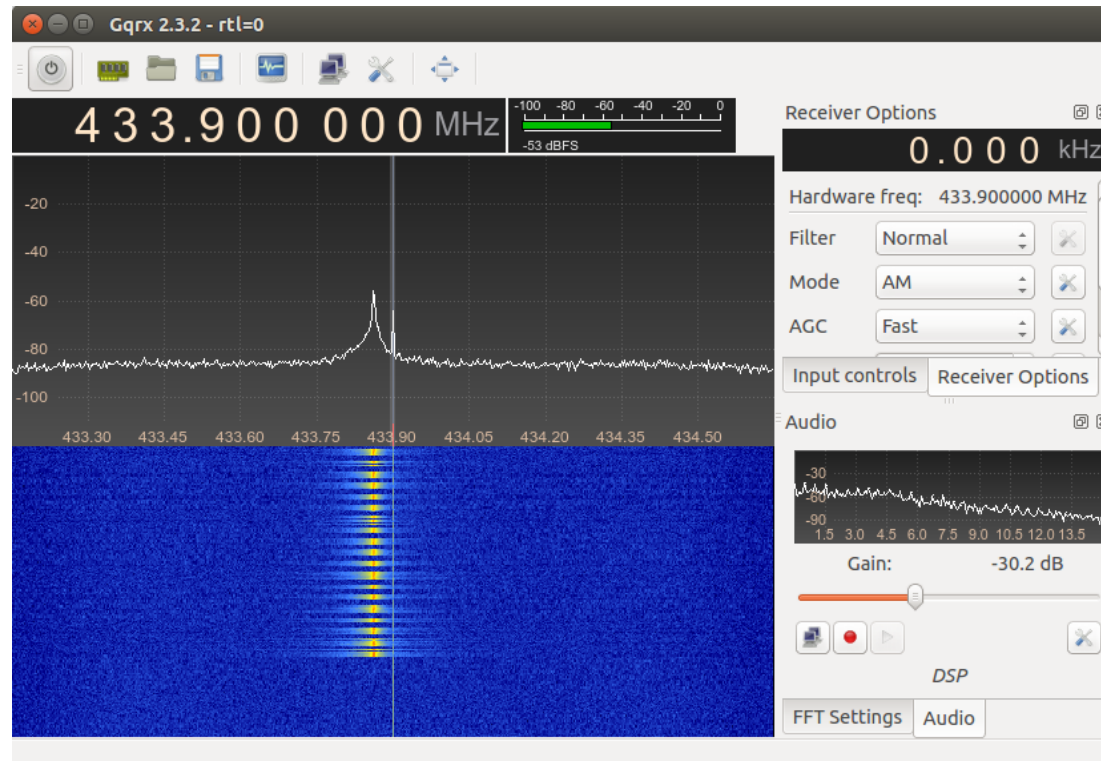 Gqrx 2.3.2 - rtl=0
433.900 000 MHz
-100 -80 -60 -40 -20 0
-53 dBFS
-20
-40
-60
-80
-100
433.30 433.45 433.60 433.75 433.90 434.05 434.20 434.35 434.50
Receiver Options
0.000 kHz
Hardware freq: 433.900000 MHz
Filter Normal
Mode AM
AGC Fast
Input controls Receiver Options
Audio
-30
-60
-90
1.5 3.0 4.5 6.0 7.5 9.0 10.5 12.0 13.5
Gain: -30.2 dB
DSP
FFT Settings Audio